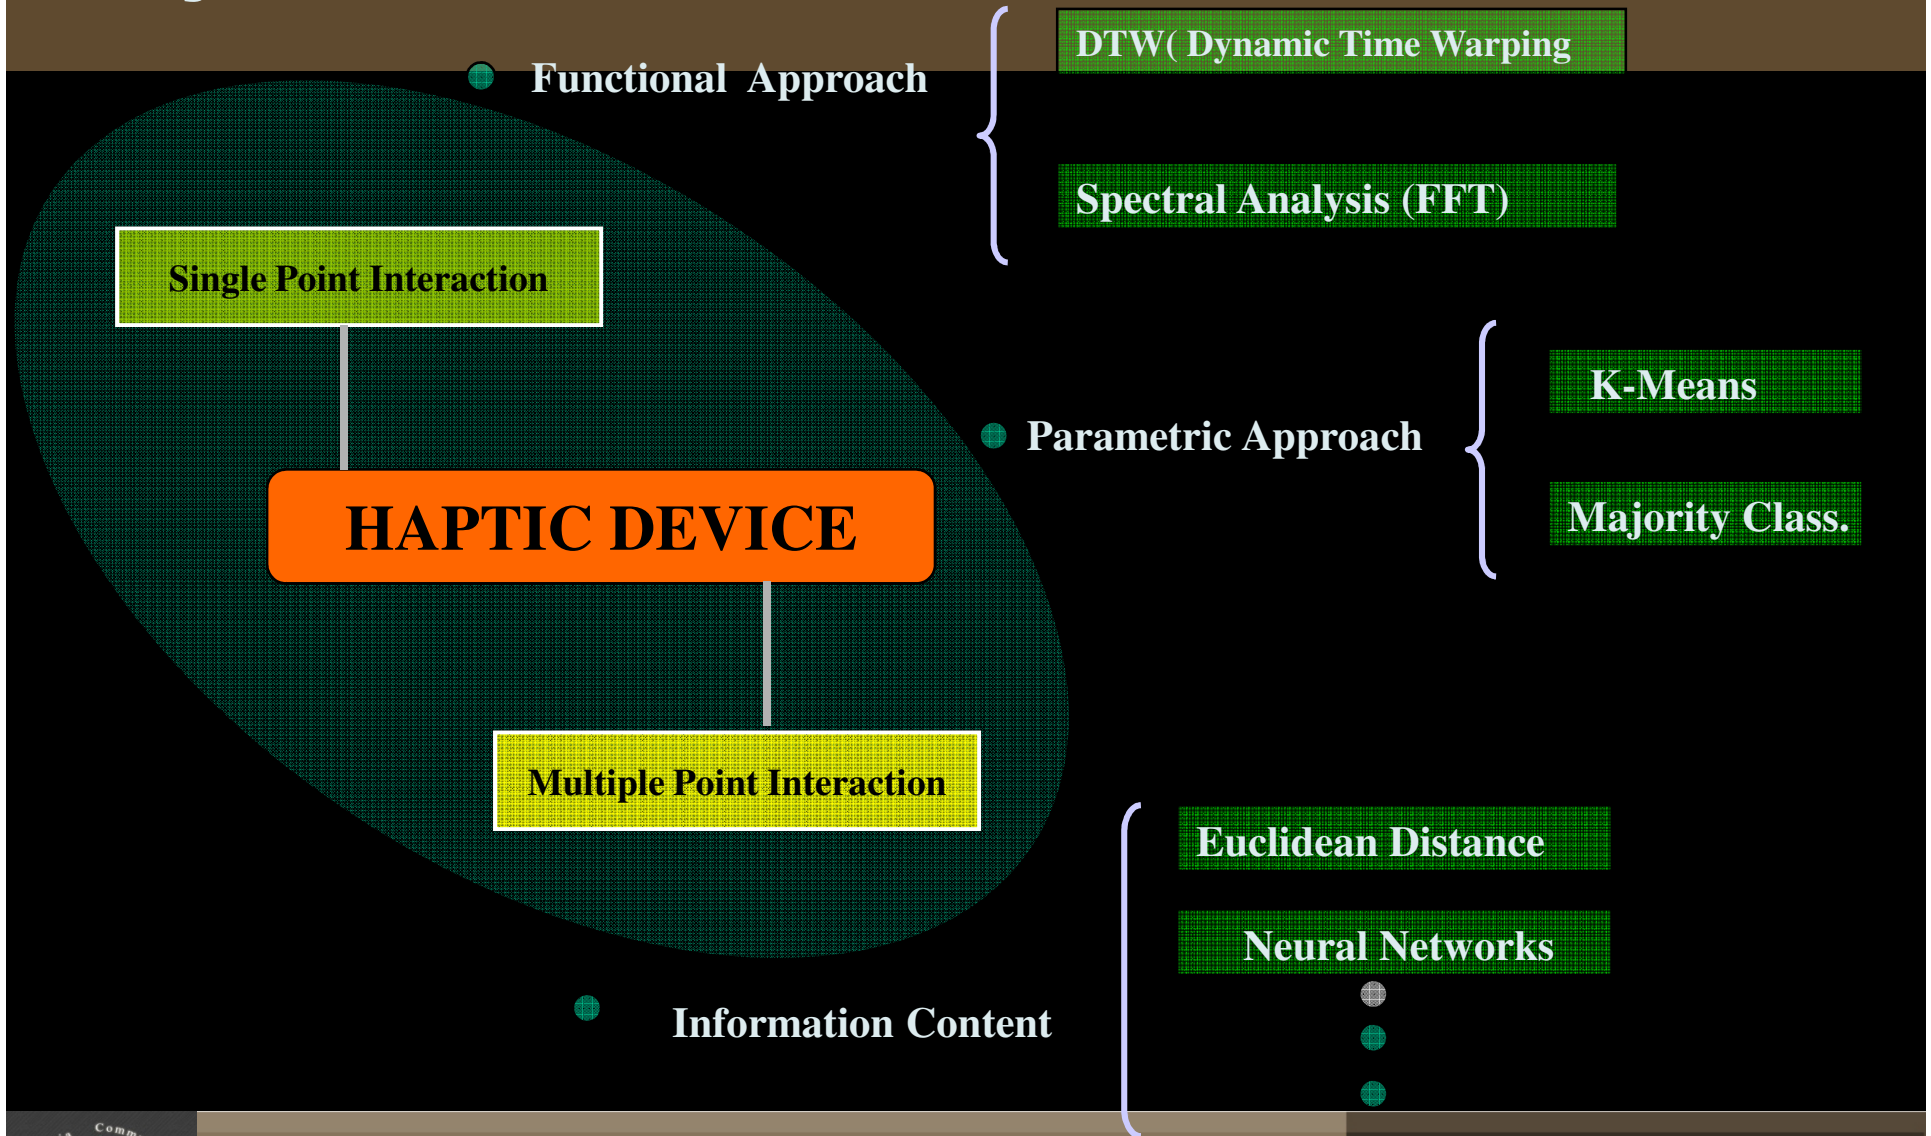 DTW( Dynamic Time Warping
Functional Approach
Spectral Analysis (FFT)
Single Point Interaction
K-Means
Parametric Approach
Majority Class.
HAPTIC DEVICE
Multiple Point Interaction
Euclidean Distance
Neural Networks
Information Content